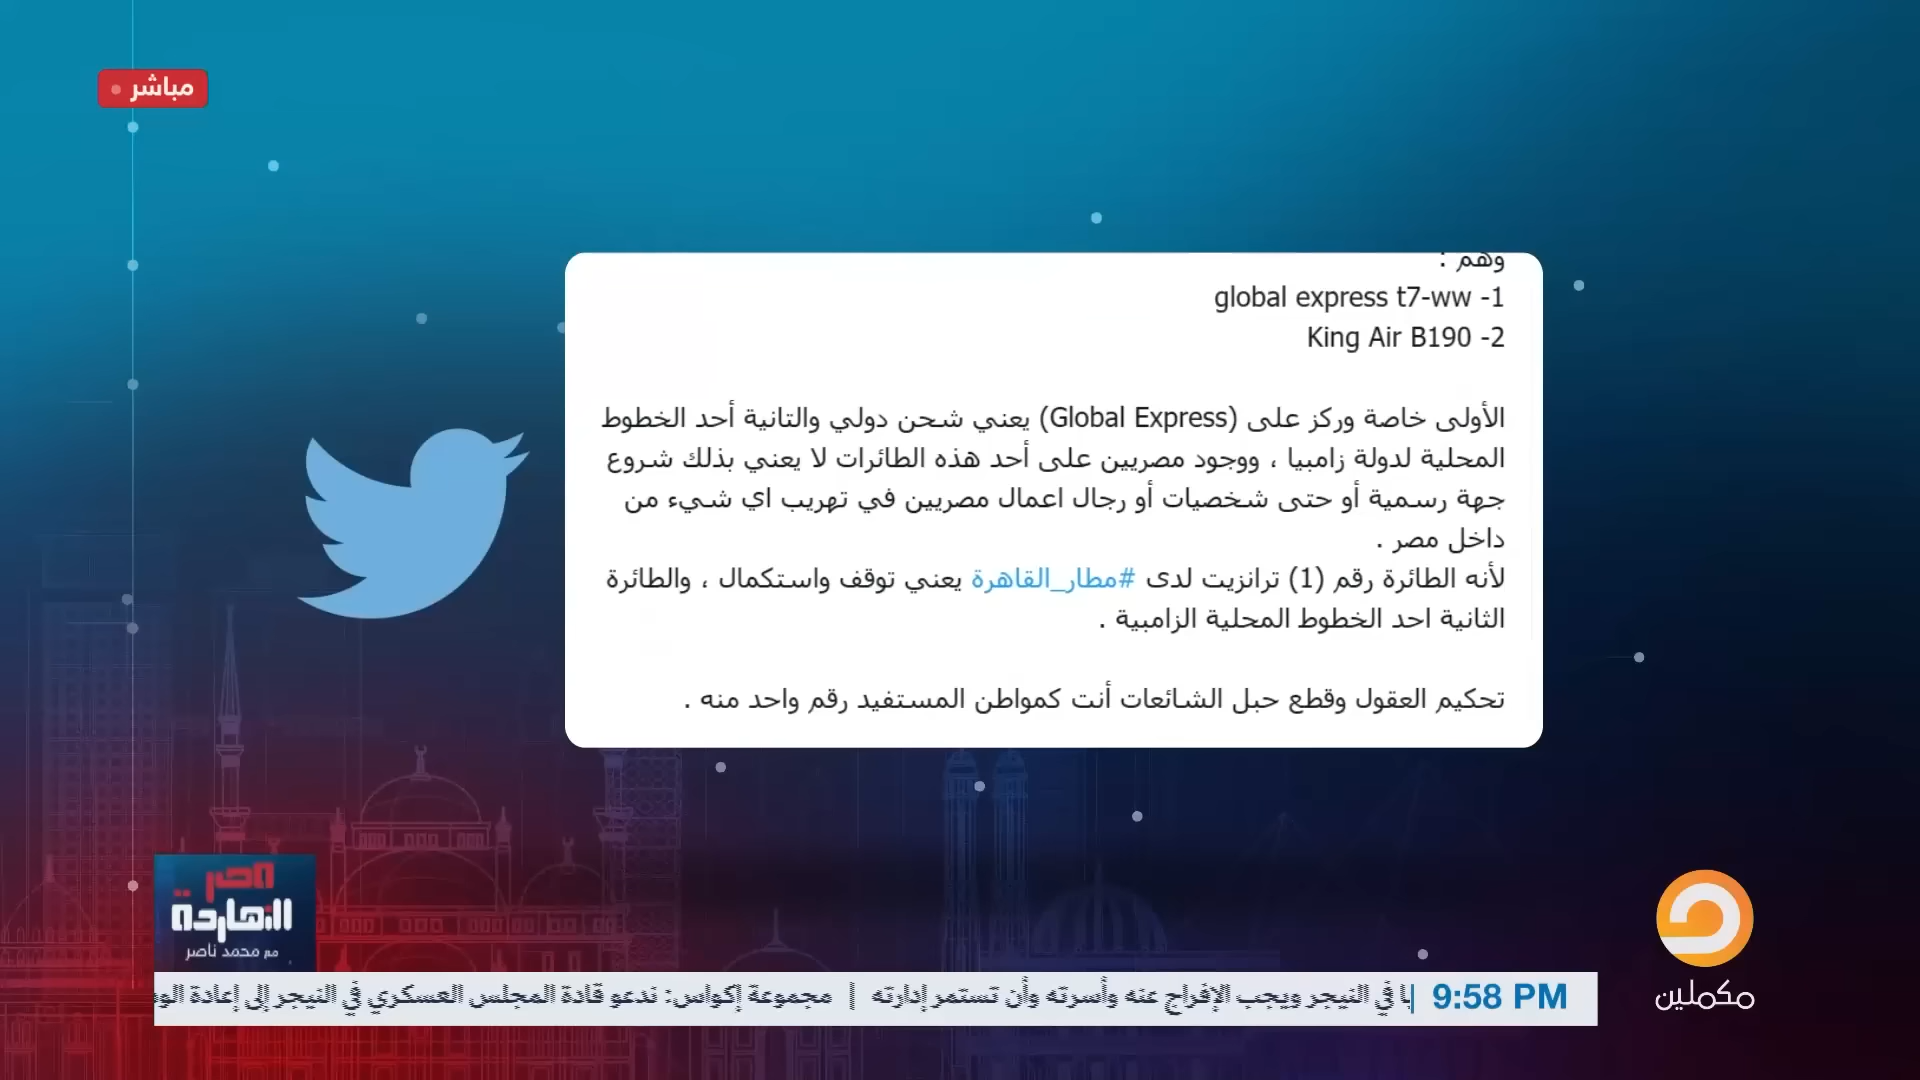 مباشر
وهم :
1- global express t7-ww
2- King Air B190
الأولى خاصة وركز على (Global Express) يعني شحن دولي والتانية أحد الخطوط
المحلية لدولة زامبيا ، ووجود مصريين على أحد هذه الطائرات لا يعني بذلك شروع
جهة رسمية أو حتى شخصيات أو رجال اعمال مصريين في تهريب اي شيء من
داخل مصر .
لأنه الطائرة رقم (1) ترانزيت لدى #مطار_القاهرة يعني توقف واستكمال ، والطائرة
الثانية احد الخطوط المحلية الزامبية .
تحكيم العقول وقطع حبل الشائعات أنت كمواطن المستفيد رقم واحد منه .
مصر
النهاردة
مع محمد ناصر
9:58 PM
في النيجر ويجب الإفراج عنه وأسرته وأن تستمر إدارته | مجموعة إكواس: ندعو قادة المجلس العسكري في النيجر إلى إعادة
مكملين